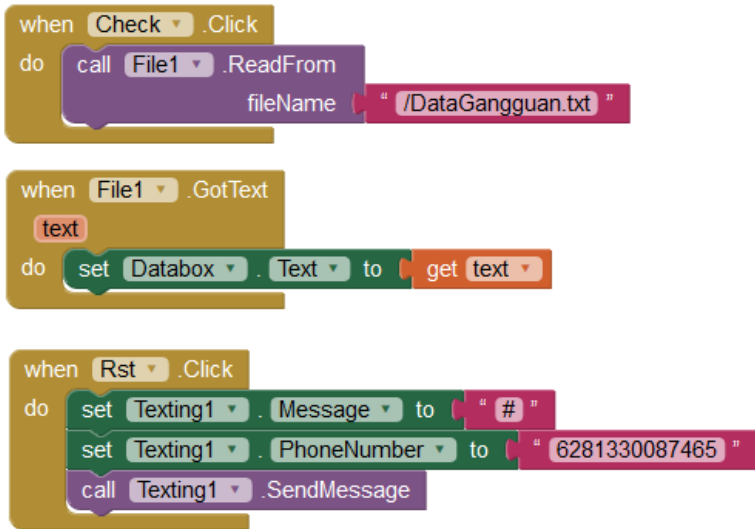 when Check .Click
do call File1 .ReadFrom
fileName " /DataGangguan.txt "
when File1 .GotText
text
do set Databox . Text to get text
when Rst .Click
do set Texting1 . Message to " # "
set Texting1 . PhoneNumber to " 6281330087465 "
call Texting1 .SendMessage